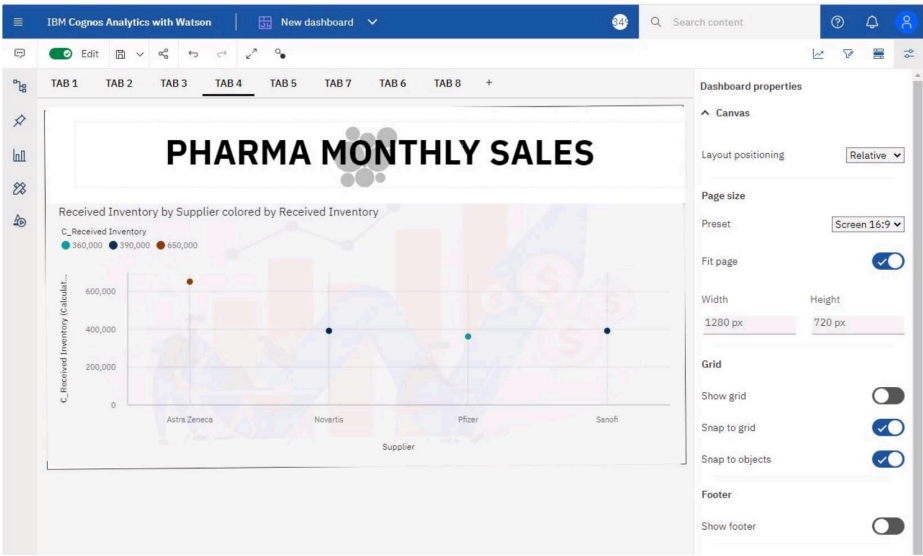 IBM Cognos Analytics with Watson
New dashboard
349
Search content
Edit
TAB 1 TAB 2 TAB 3 TAB 4 TAB 5 TAB 7 TAB 6 TAB 8 +
PHARMA MONTHLY SALES
Received Inventory by Supplier colored by Received Inventory
C_Received Inventory
360,000 390,000 650,000
C_Received Inventory (Calculat...
600,000
400,000
200,000
0
Astra Zeneca Novartis Pfizer Sanofi
Supplier
Dashboard properties
Canvas
Layout positioning Relative
Page size
Preset Screen 16:9
Fit page
Width Height
1280 px 720 px
Grid
Show grid
Snap to grid
Snap to objects
Footer
Show footer